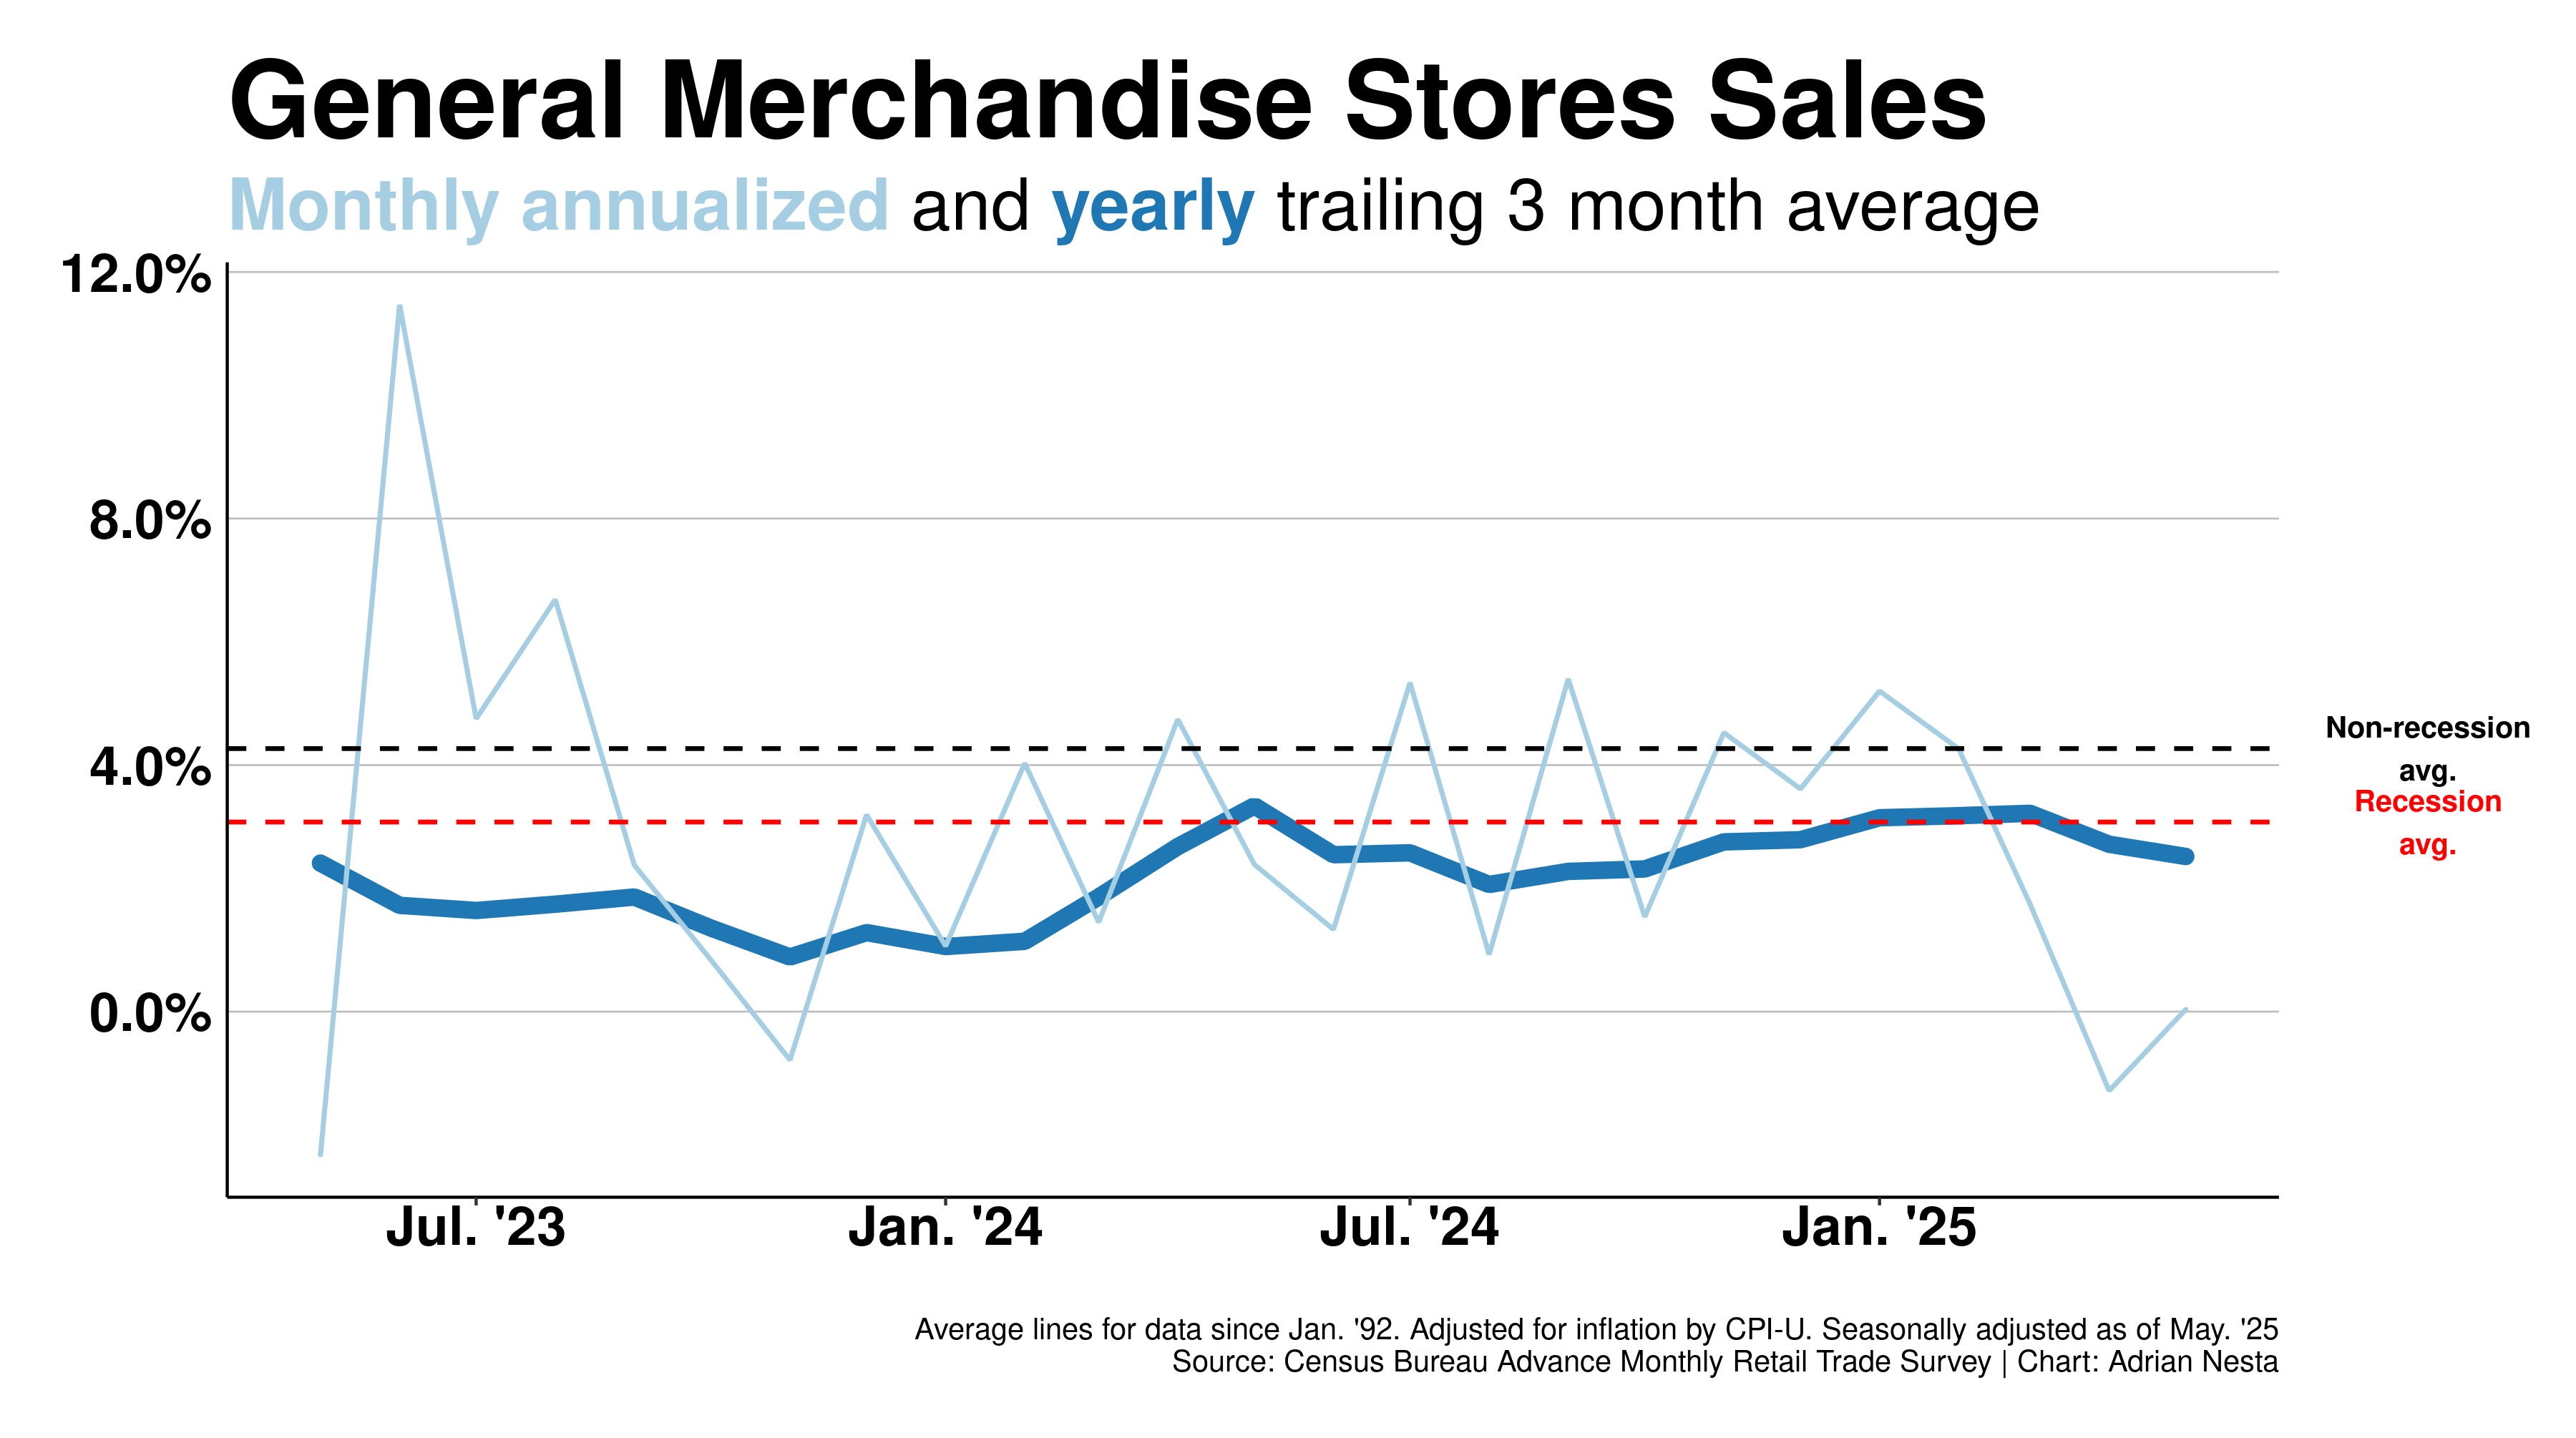 General Merchandise Stores Sales
Monthly annualized and yearly trailing 3 month average
12.0%
8.0%
4.0%
0.0%
Non-recession
avg.
Recession
avg.
Jul. '23
Jan. '24
Jul. '24
Jan. '25
Average lines for data since Jan. '92. Adjusted for inflation by CPI-U. Seasonally adjusted as of May. '25
Source: Census Bureau Advance Monthly Retail Trade Survey | Chart: Adrian Nesta